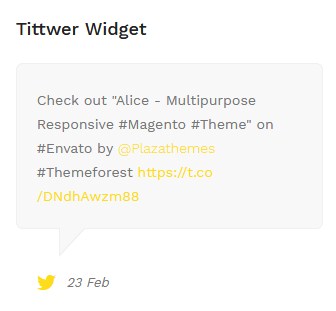 Tittwer Widget
Check out "Alice - Multipurpose
Responsive #Magento #Theme" on
#Envato by @Plazathemes
#Themeforest https://t.co
/DNdhAwzm88
23 Feb